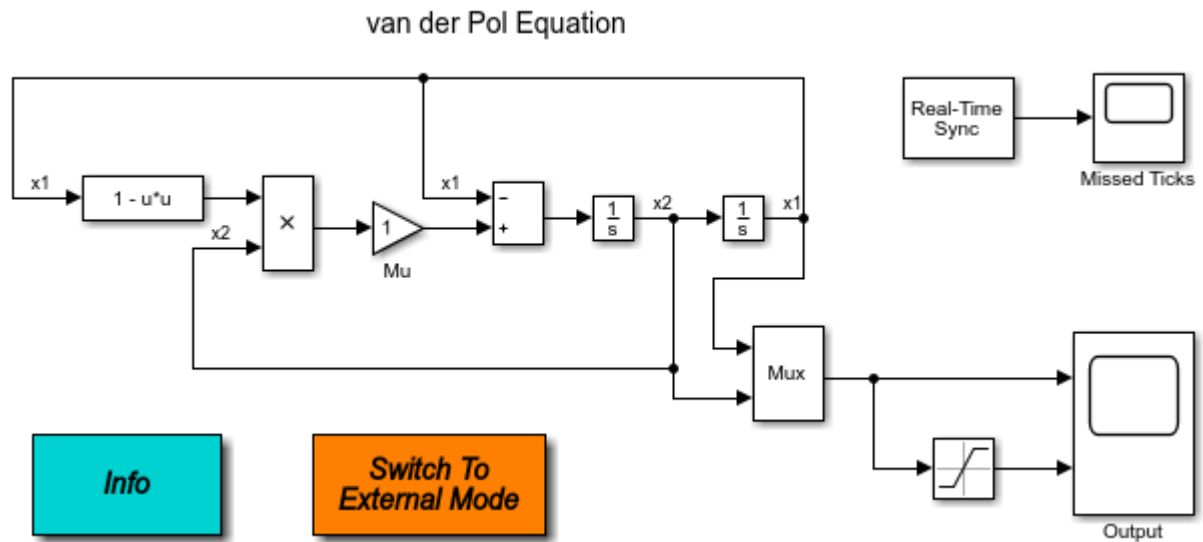 van der Pol Equation
x1
1 - u*u
x2
×
1
Mu
x1
−
+
1
s
x2
1
s
x1
Real-Time
Sync
Missed Ticks
Mux
Output
Info
Switch To
External Mode